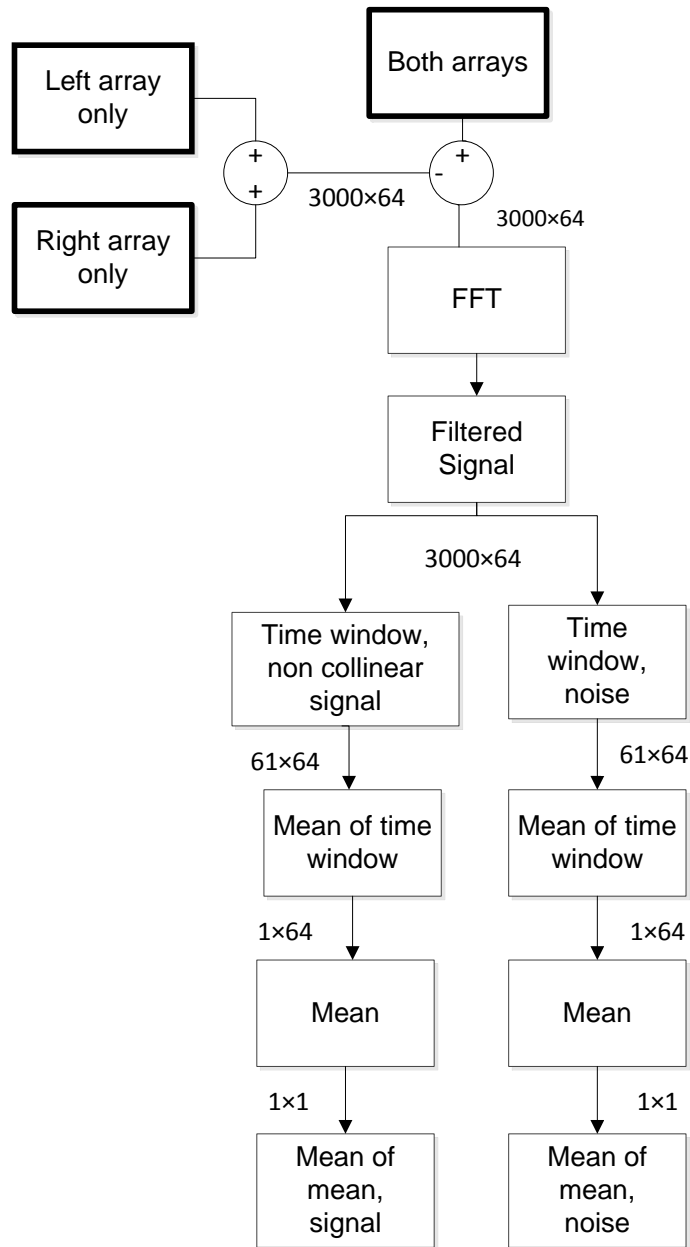 Left array
only
Both arrays
+
+
+
-
3000×64
3000×64
Right array
only
FFT
Filtered
Signal
3000×64
Time window,
non collinear
signal
Time
window,
noise
61×64
61×64
Mean of time
window
Mean of time
window
1×64
1×64
Mean
Mean
1×1
1×1
Mean of
mean,
signal
Mean of
mean,
noise